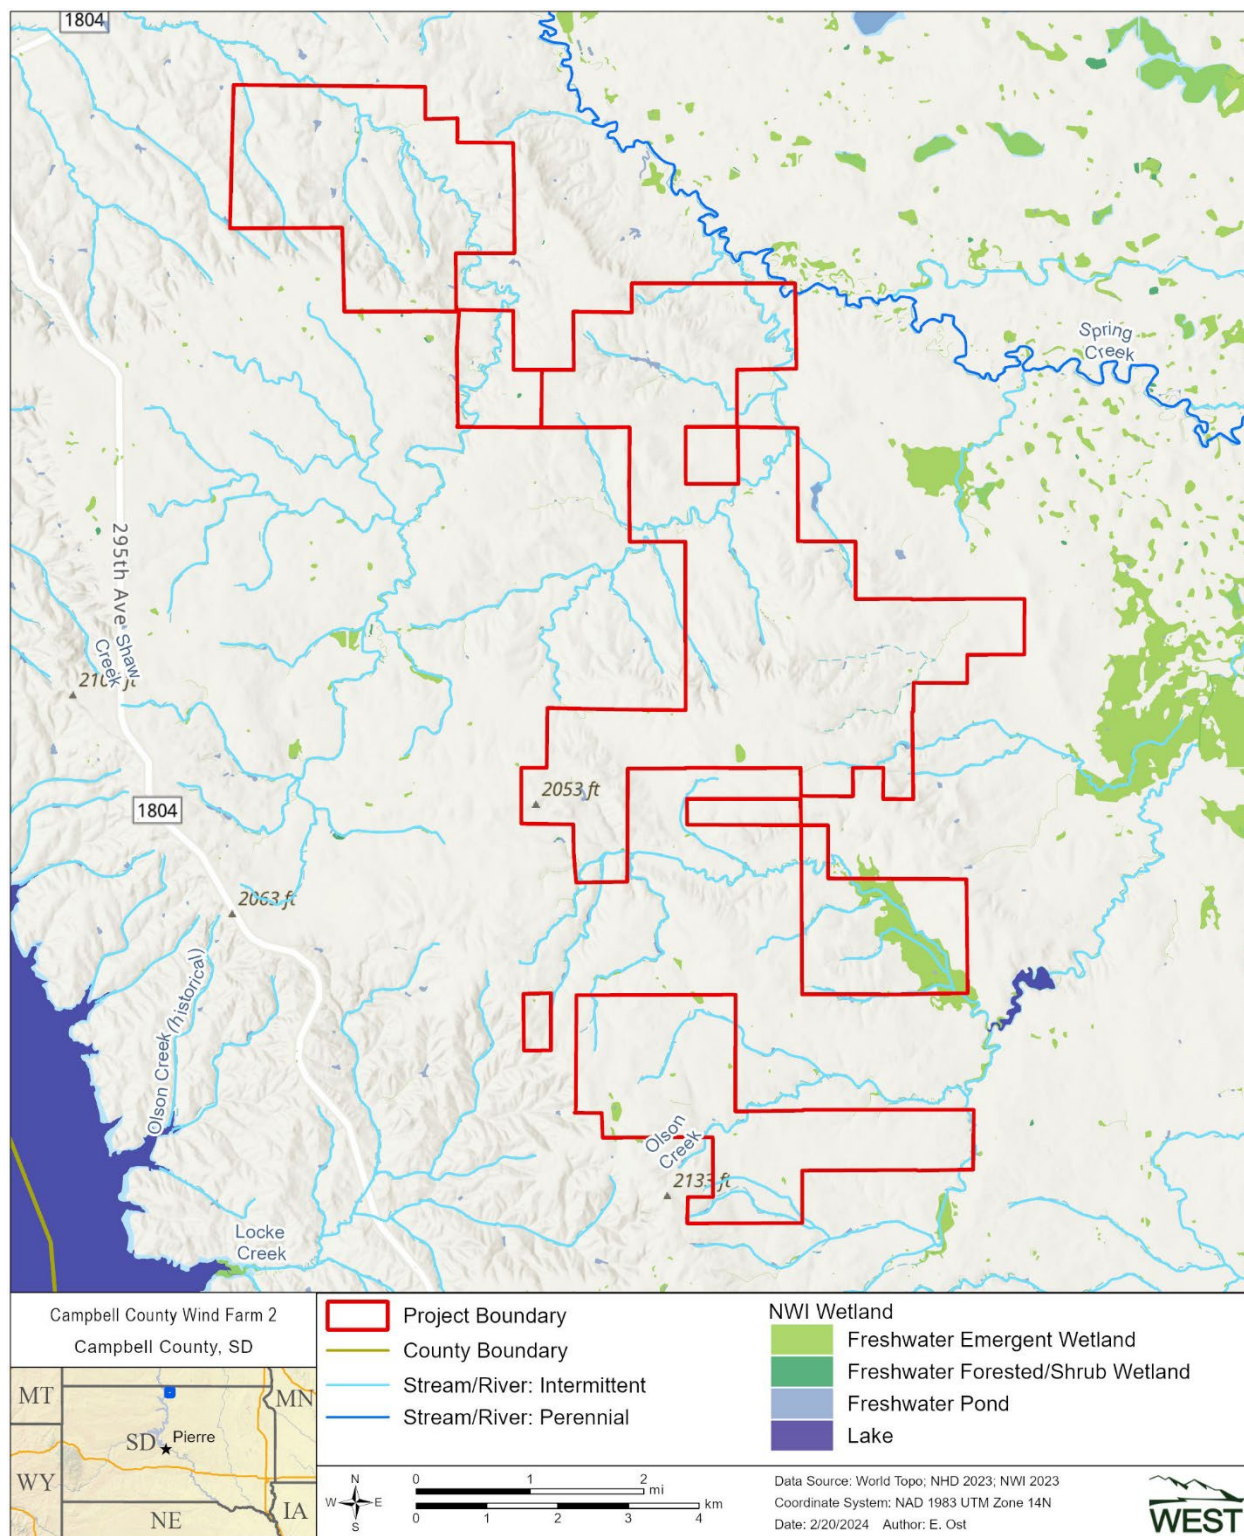 1804
Spring
Creek
295th Ave
Shaw
Creek
2053 ft
1804
2063 ft
Olson Creek (historical)
Olson
Creek
2133 ft
Locke
Creek
Campbell County Wind Farm 2
Campbell County, SD
MT
MN
SD
Pierre
WY
NE
IA
Project Boundary
County Boundary
Stream/River: Intermittent
Stream/River: Perennial
NWI Wetland
Freshwater Emergent Wetland
Freshwater Forested/Shrub Wetland
Freshwater Pond
Lake
N
W E
S
0 1 2
mi
km
0 1 2 3 4
Data Source: World Topo; NHD 2023; NWI 2023
Coordinate System: NAD 1983 UTM Zone 14N
Date: 2/20/2024 Author: E. Ost
WEST